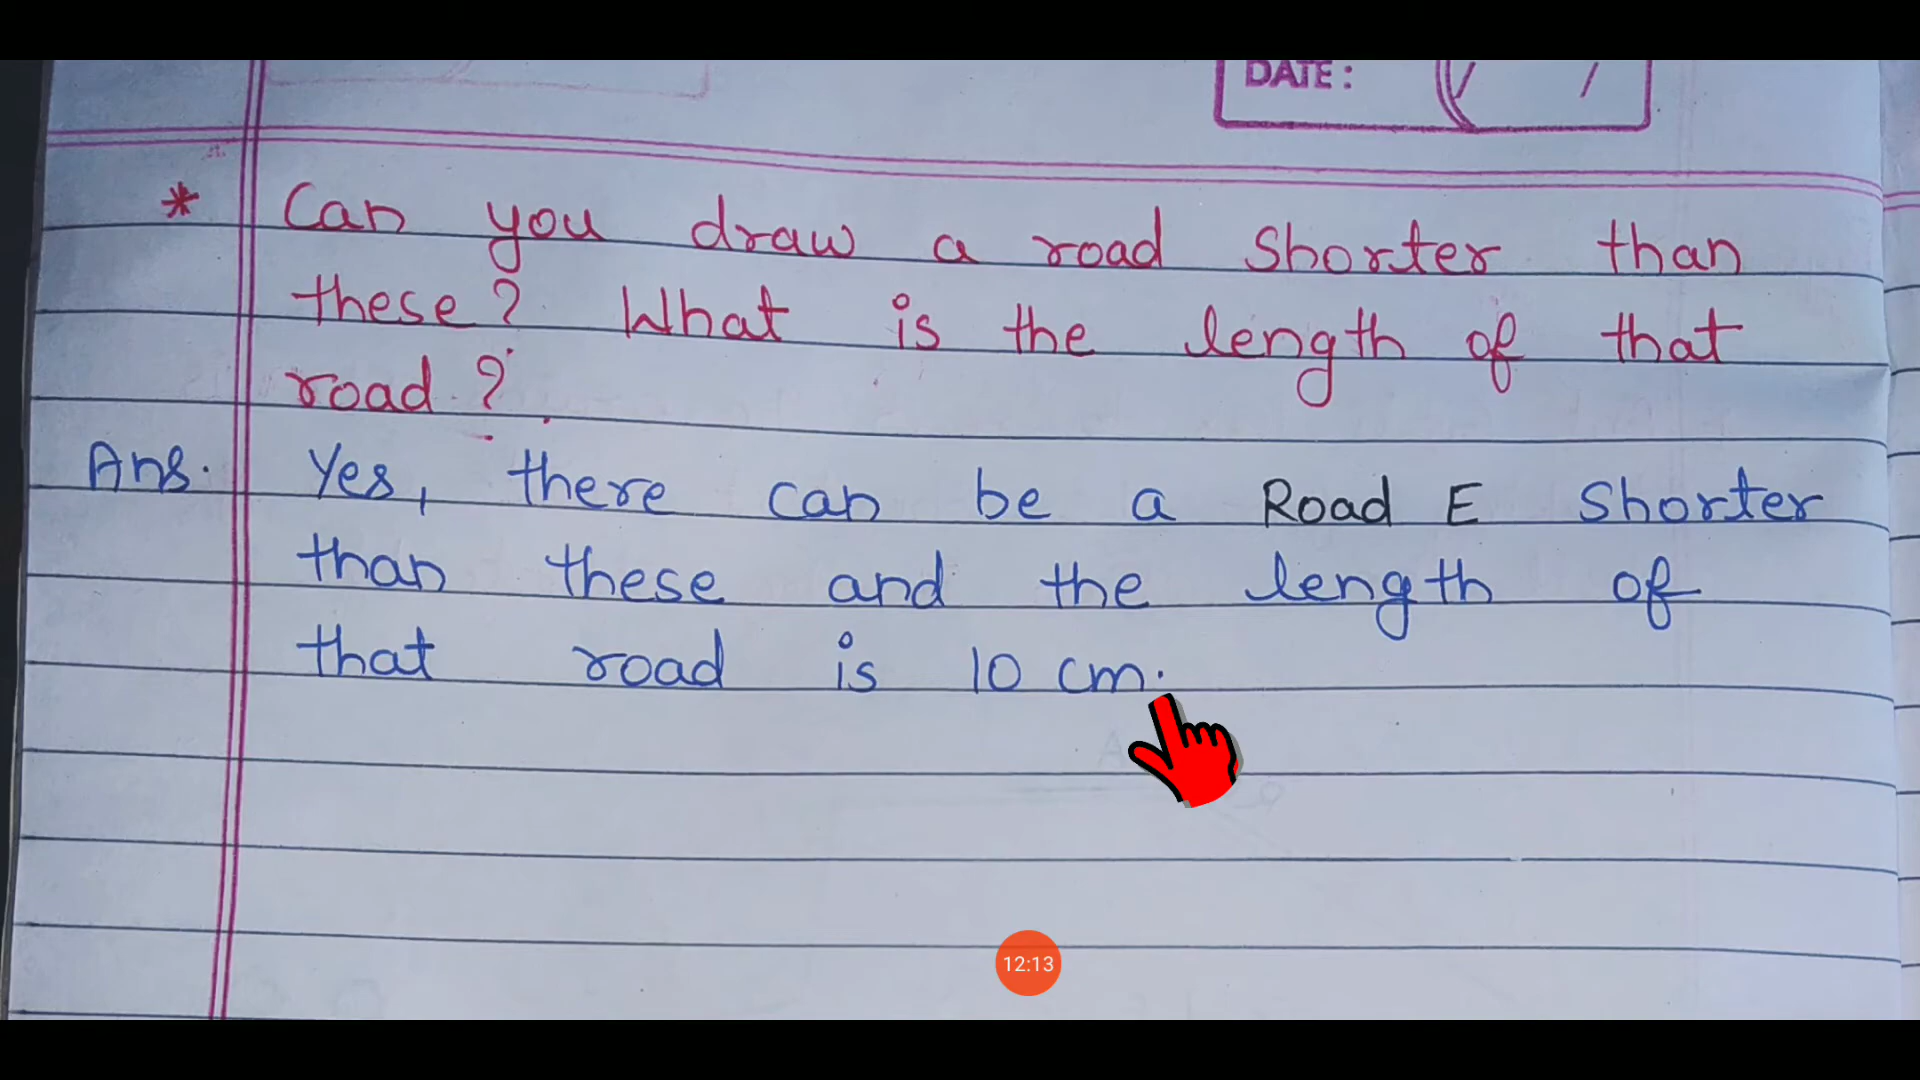 DATE: / /
* Can you draw a road shorter than
these? What is the length of that
road?
Ans. Yes, there can be a Road E shorter
than these and the length of
that road is 10 cm.
12:13